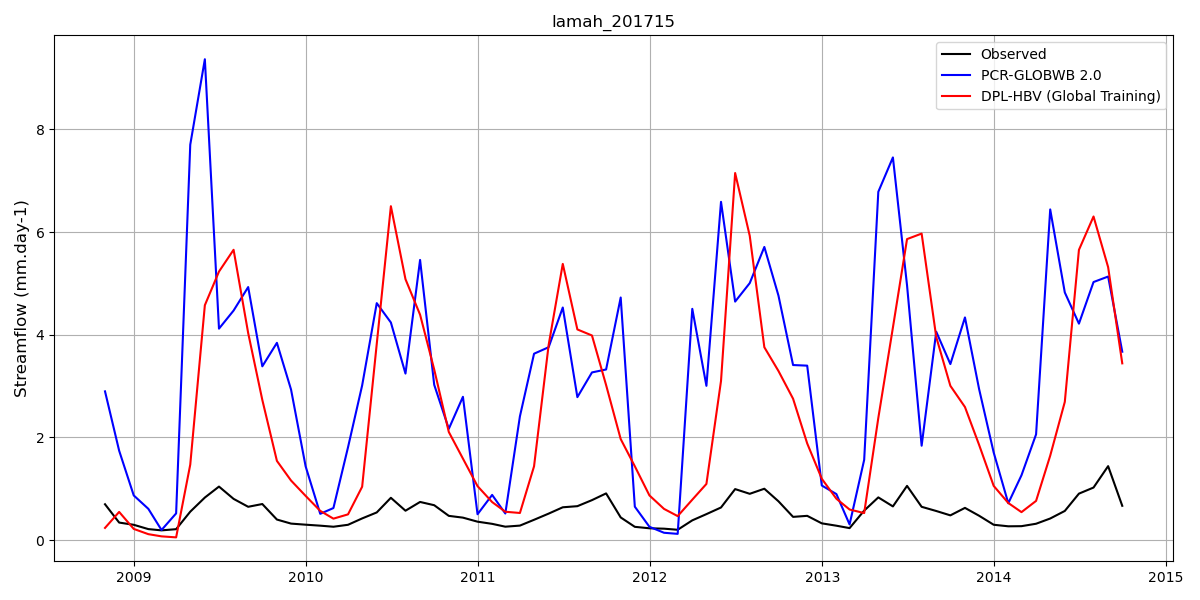 lamah_201715
Observed
PCR-GLOBWB 2.0
DPL-HBV (Global Training)
Streamflow (mm.day-1)
8
6
4
2
0
2009 2010 2011 2012 2013 2014 2015